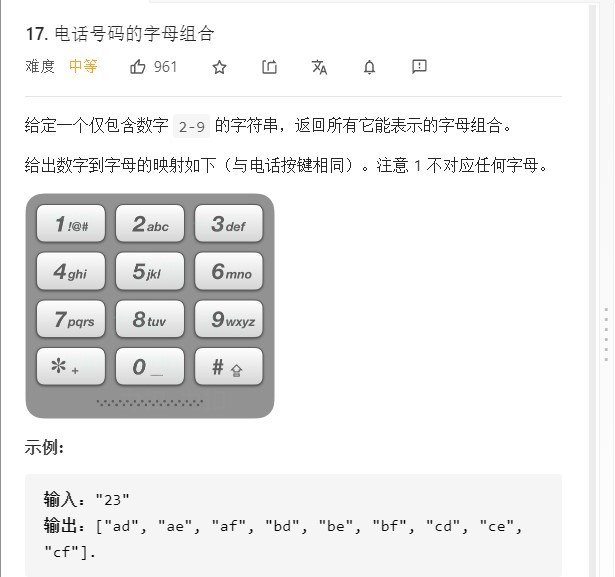 17. 电话号码的字母组合
难度 中等 961
给定一个仅包含数字 2-9 的字符串，返回所有它能表示的字母组合。
给出数字到字母的映射如下（与电话按键相同）。注意 1 不对应任何字母。
1 !@# 2 abc 3 def
4 ghi 5 jkl 6 mno
7 pqrs 8 tuv 9 wxyz
* + 0 _ #
示例：
输入："23"
输出：["ad", "ae", "af", "bd", "be", "bf", "cd", "ce",
"cf"].